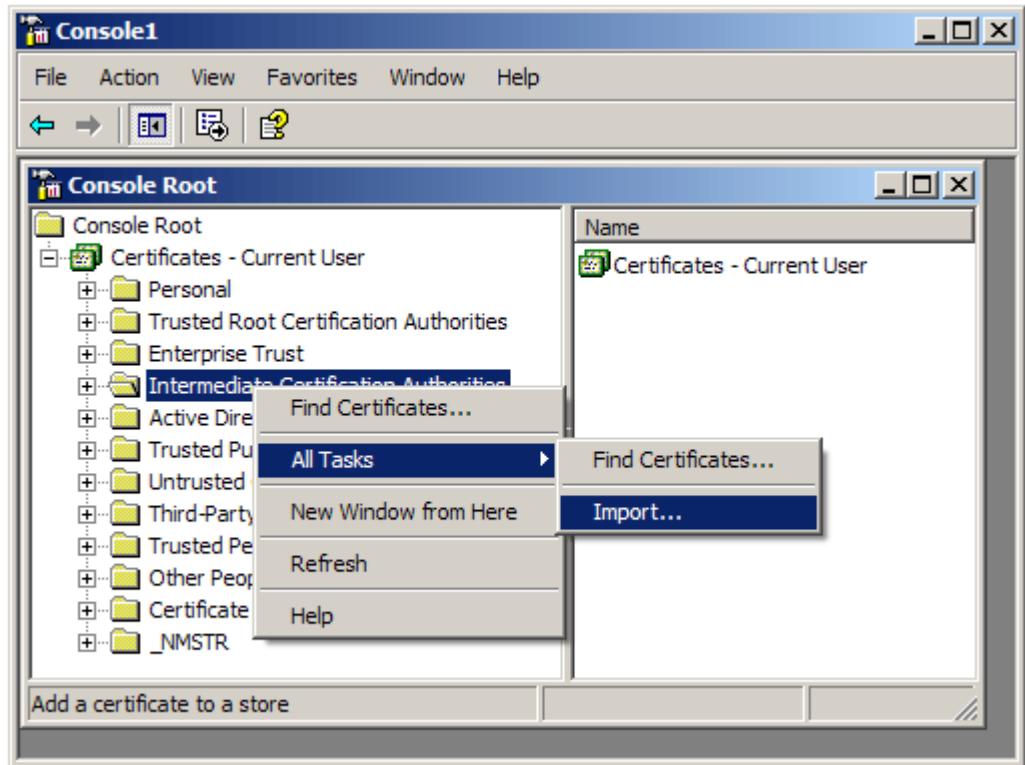 Console1
File Action View Favorites Window Help
Console Root
Console Root
Name
Certificates - Current User
Certificates - Current User
Personal
Trusted Root Certification Authorities
Enterprise Trust
Intermediate Certification Authorities
Find Certificates...
Active Dire
All Tasks
Find Certificates...
Trusted Pu
Untrusted
New Window from Here
Import...
Third-Party
Trusted Pe
Refresh
Other Peop
Certificate
Help
_NMSTR
Add a certificate to a store